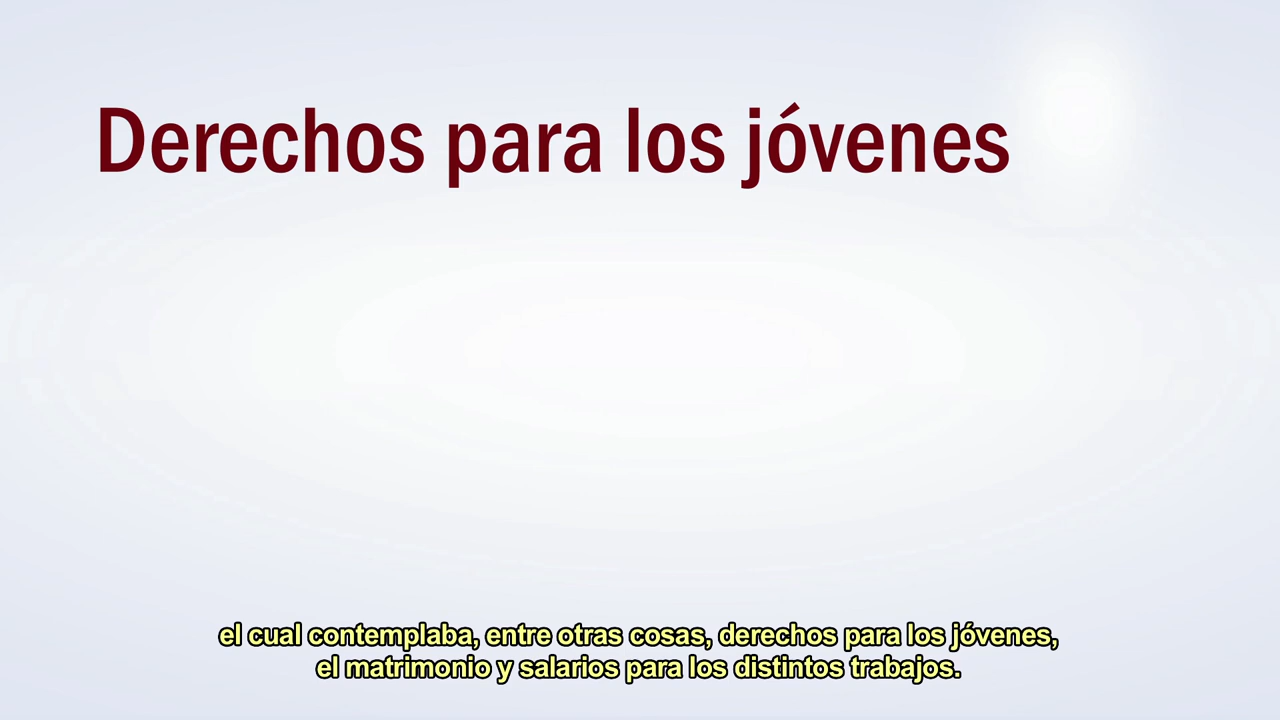 Derechos para los jóvenes
el cual contemplaba, entre otras cosas, derechos para los jóvenes,
el matrimonio y salarios para los distintos trabajos.